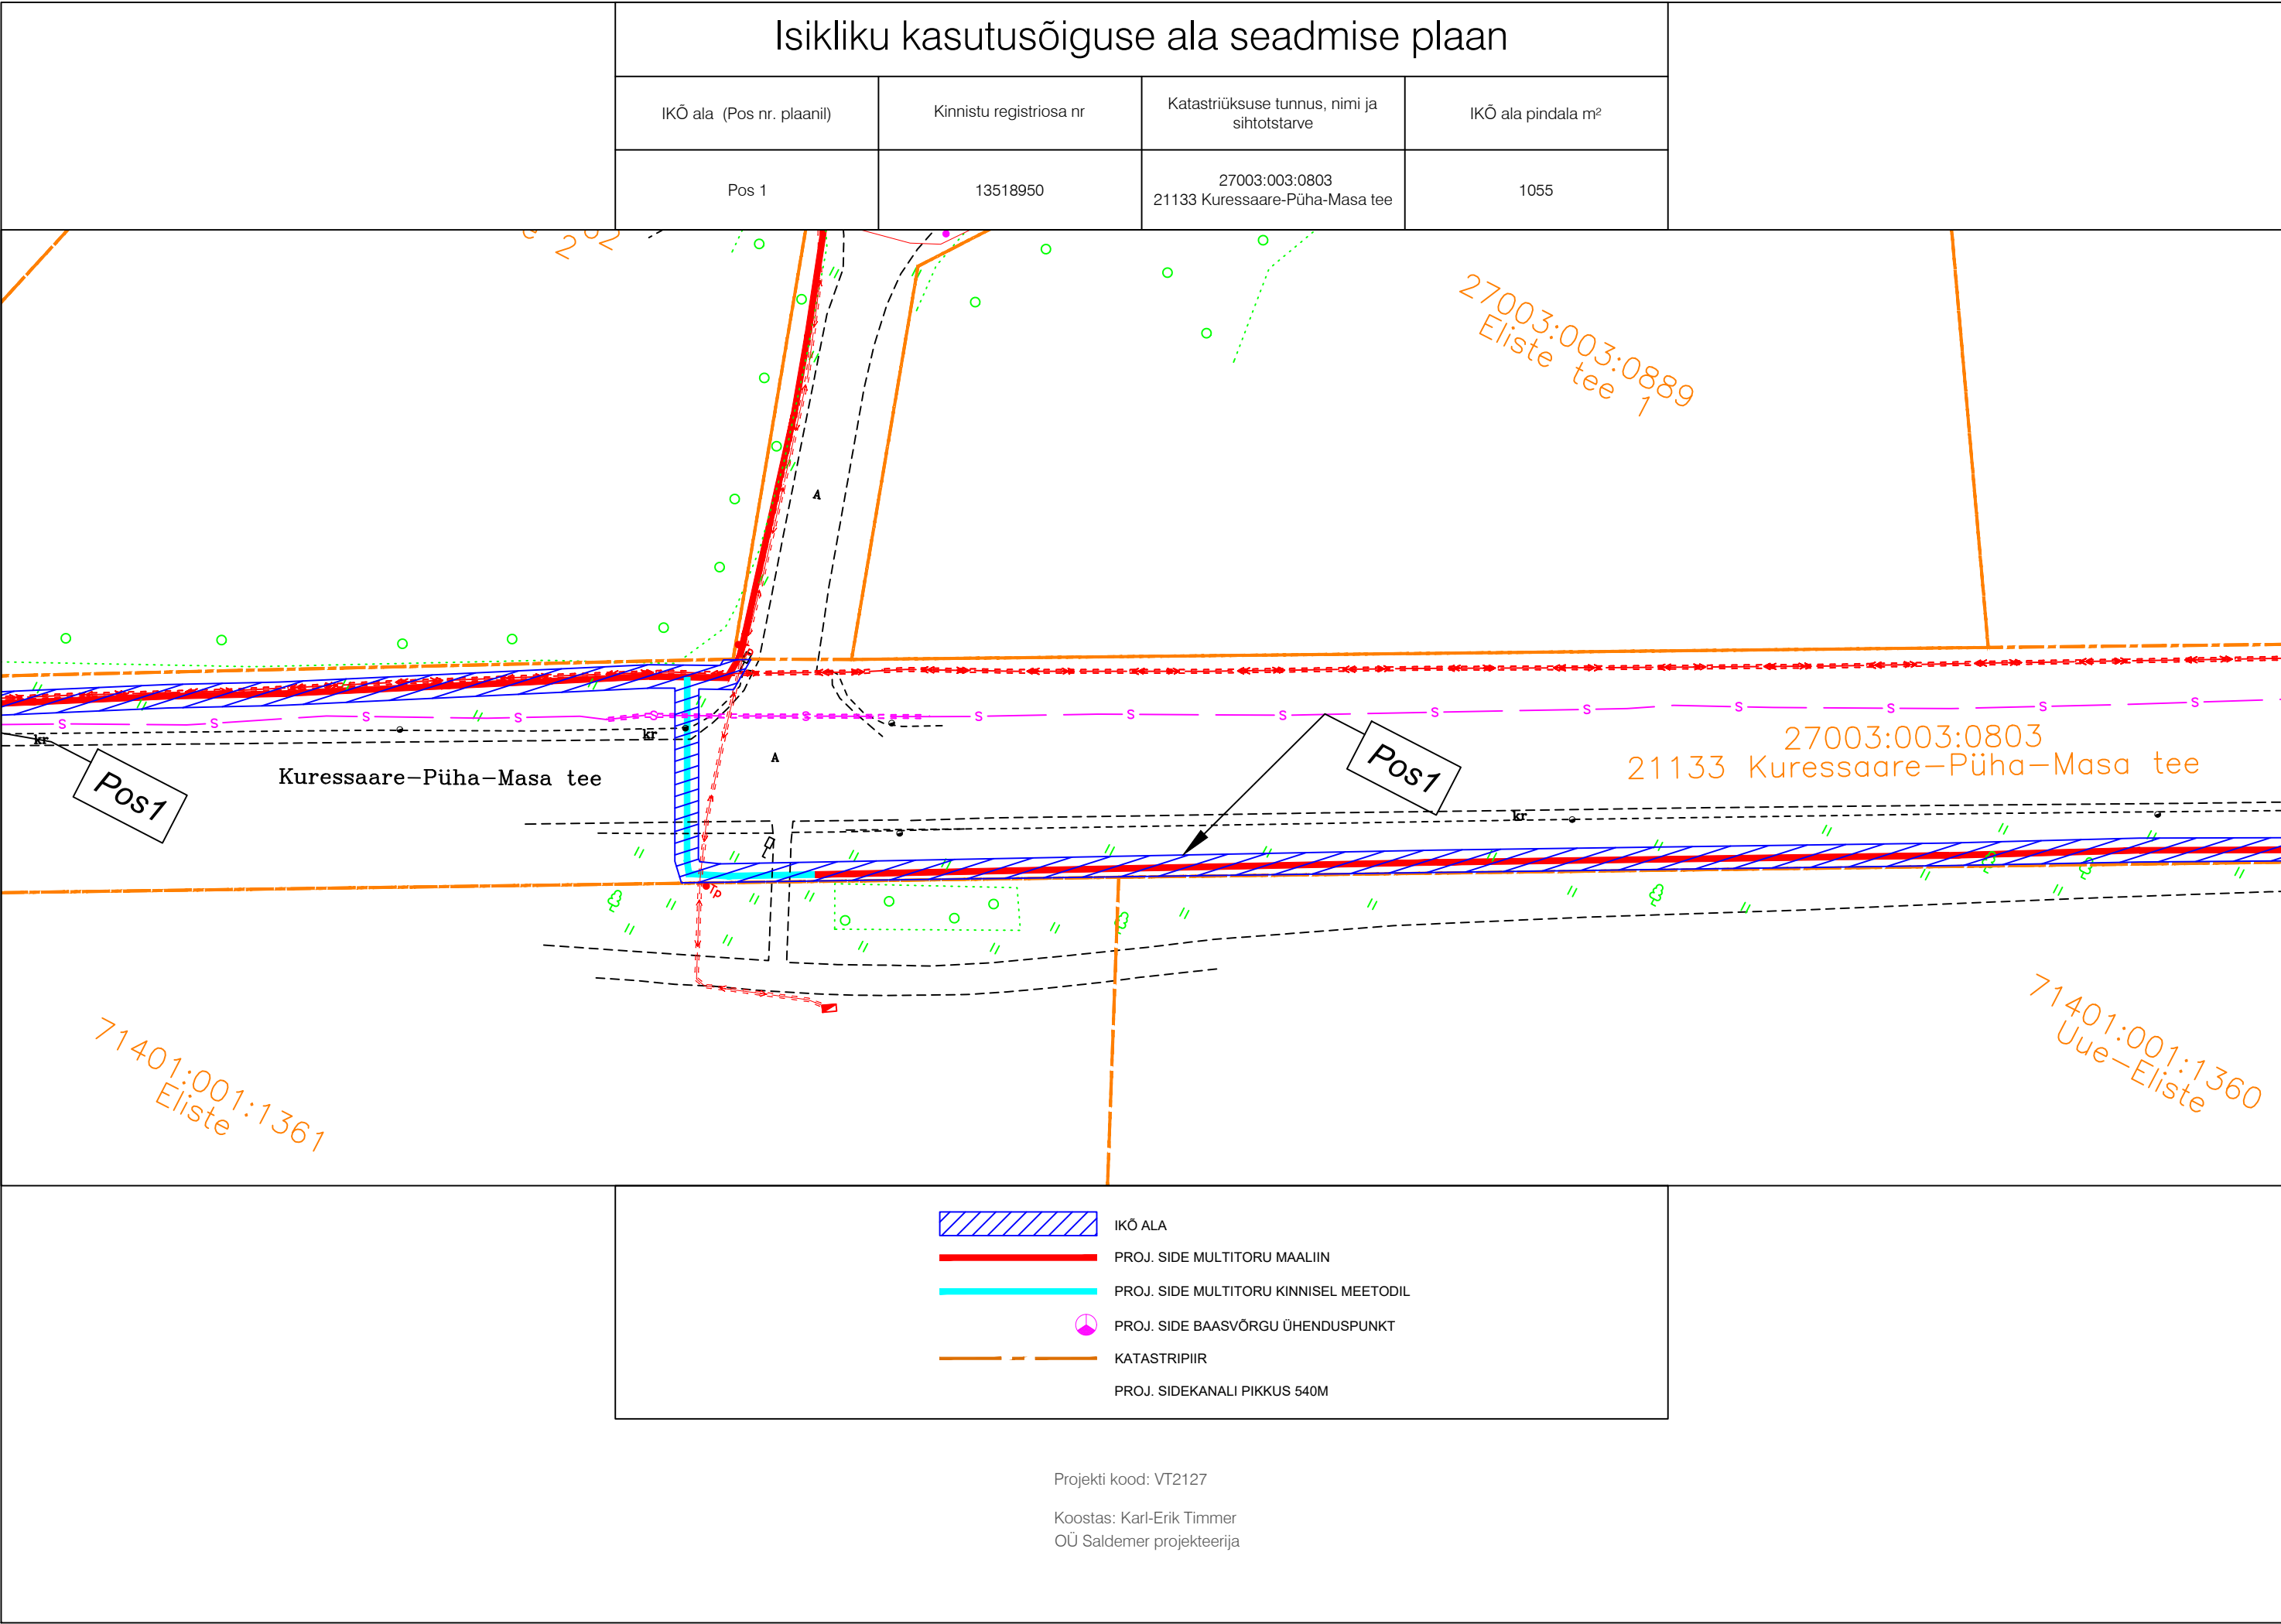 Isikliku kasutusõiguse ala seadmise plaan
IKÕ ala (Pos nr. plaanil)
Kinnistu registriosa nr
Katastriüksuse tunnus, nimi ja
sihtotstarve
IKÕ ala pindala m²
Pos 1
13518950
27003:003:0803
21133 Kuressaare-Püha-Masa tee
1055
27003:003:0889
Eliste tee 1
A
S S S S S S S S S S S S S S S
kr
kr
A
Kuressaare-Püha-Masa tee
Pos1
Pos1
27003:003:0803
21133 Kuressaare-Püha-Masa tee
kr
Tp
71401:001:1361
Eliste
71401:001:1360
Uue-Eliste
IKÕ ALA
PROJ. SIDE MULTITORU MAALIIN
PROJ. SIDE MULTITORU KINNISEL MEETODIL
PROJ. SIDE BAASVÕRGU ÜHENDUSPUNKT
KATASTRIPIIR
PROJ. SIDEKANALI PIKKUS 540M
Projekti kood: VT2127
Koostas: Karl-Erik Timmer
OÜ Saldemer projekteerija